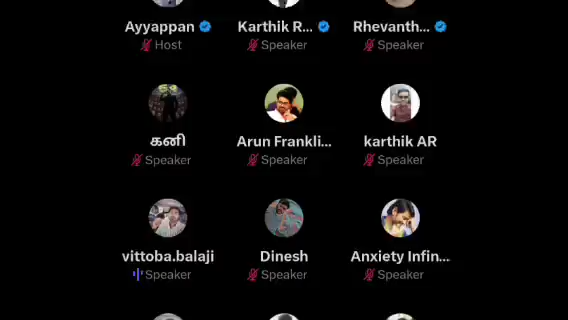 Ayyappan Karthik R... Rhevanth...
Host Speaker Speaker
கனி Arun Frankli... karthik AR
Speaker Speaker Speaker
vittoba.balaji Dinesh Anxiety Infin...
Speaker Speaker Speaker